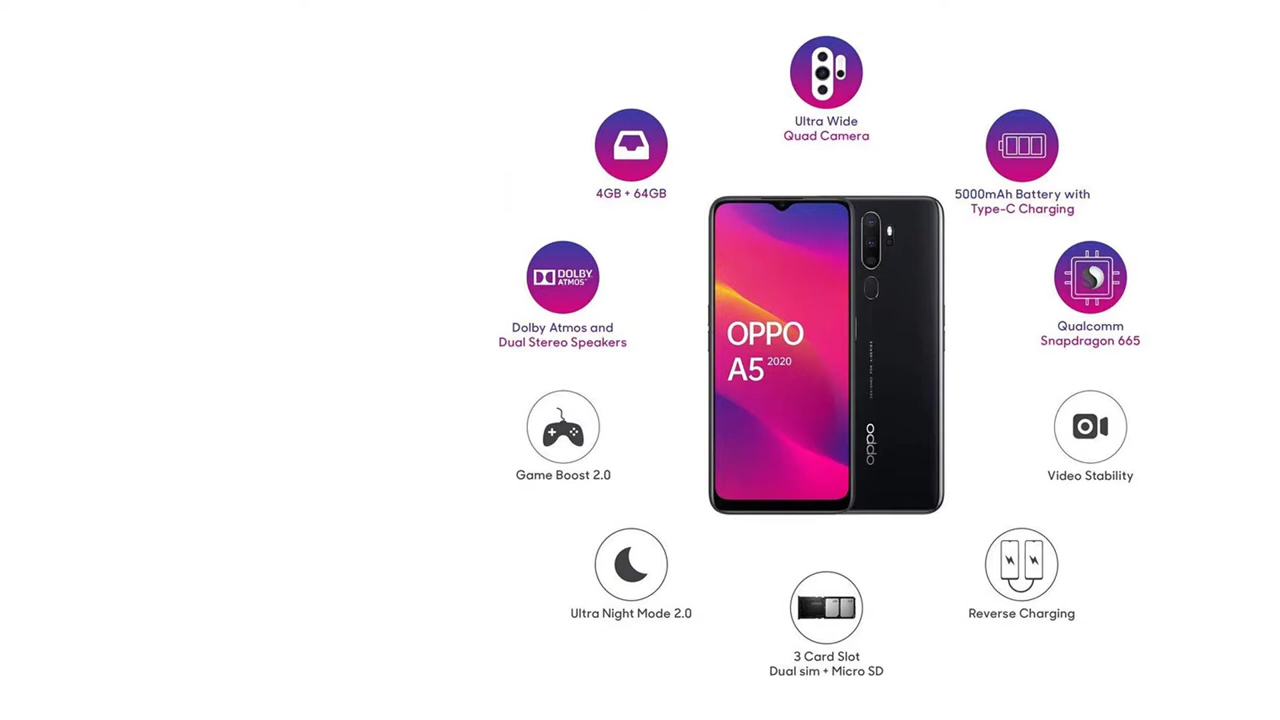 Ultra Wide
Quad Camera
4GB + 64GB
5000mAh Battery with
Type-C Charging
DOLBY
ATMOS
Dolby Atmos and
Dual Stereo Speakers
Qualcomm
Snapdragon 665
OPPO
A5 2020
oppo
Game Boost 2.0
Video Stability
Ultra Night Mode 2.0
Reverse Charging
3 Card Slot
Dual sim + Micro SD